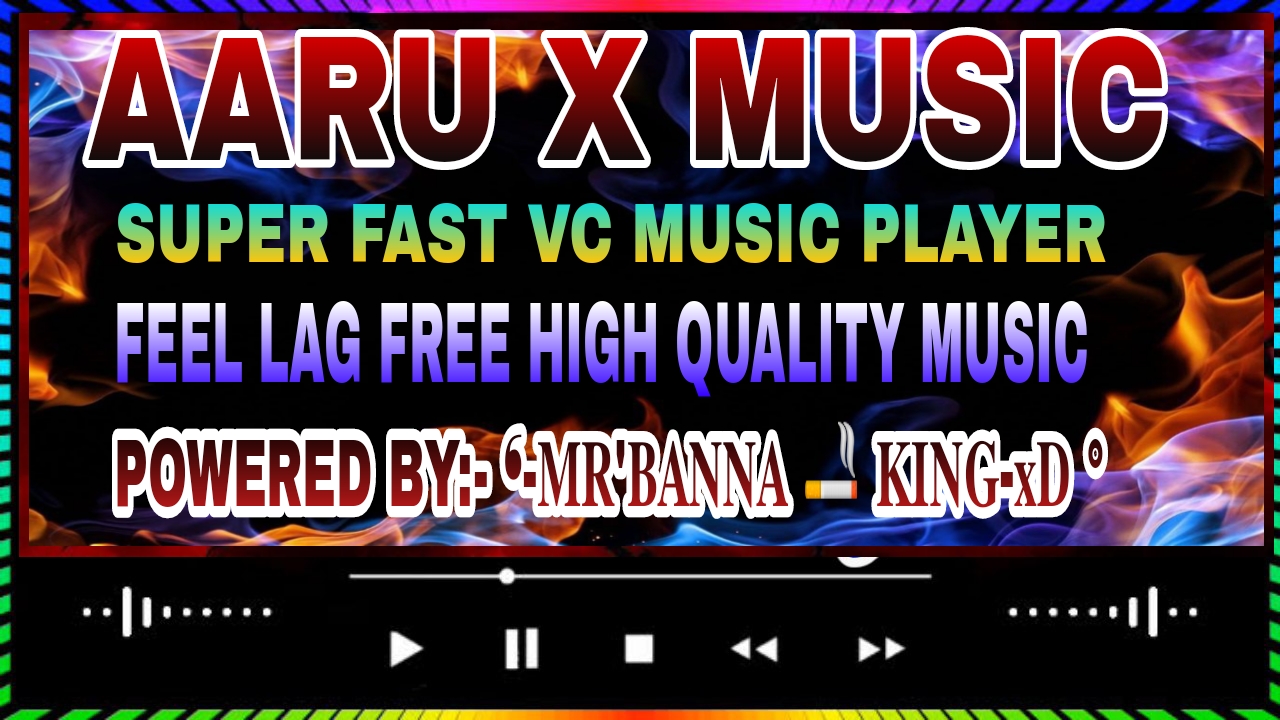 AARU X MUSIC
SUPER FAST VC MUSIC PLAYER
FEEL LAG FREE HIGH QUALITY MUSIC
POWERED BY:- ‘-MR'BANNA 🚬 KING-xD °